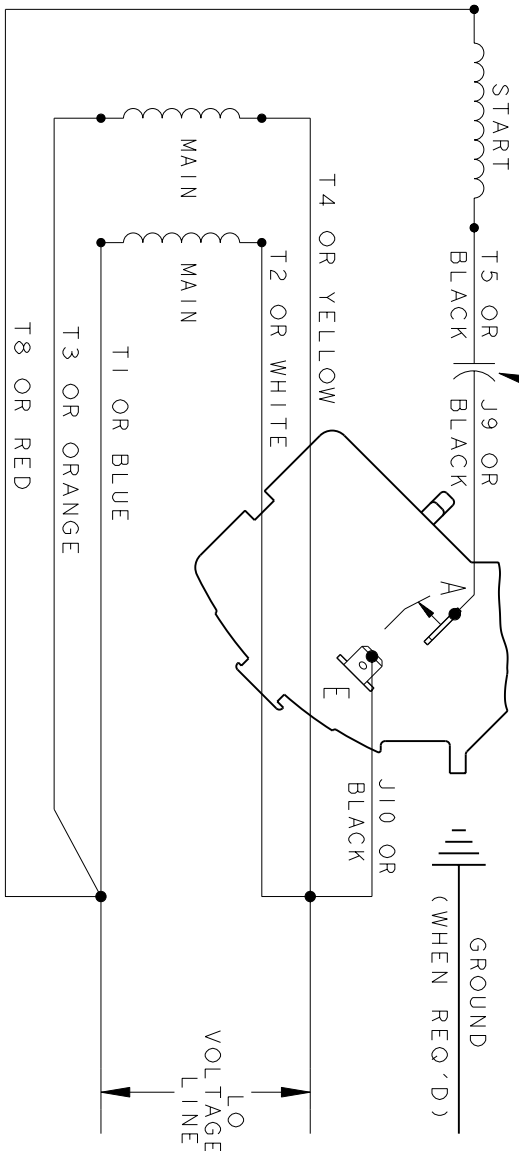 START
T5 OR
BLACK
J9 OR
BLACK
T4 OR YELLOW
MAIN
T2 OR WHITE
MAIN
T1 OR BLUE
T3 OR ORANGE
T8 OR RED
A
E
J10 OR
BLACK
GROUND
(WHEN REQ'D)
LO
VOLTAGE
LINE